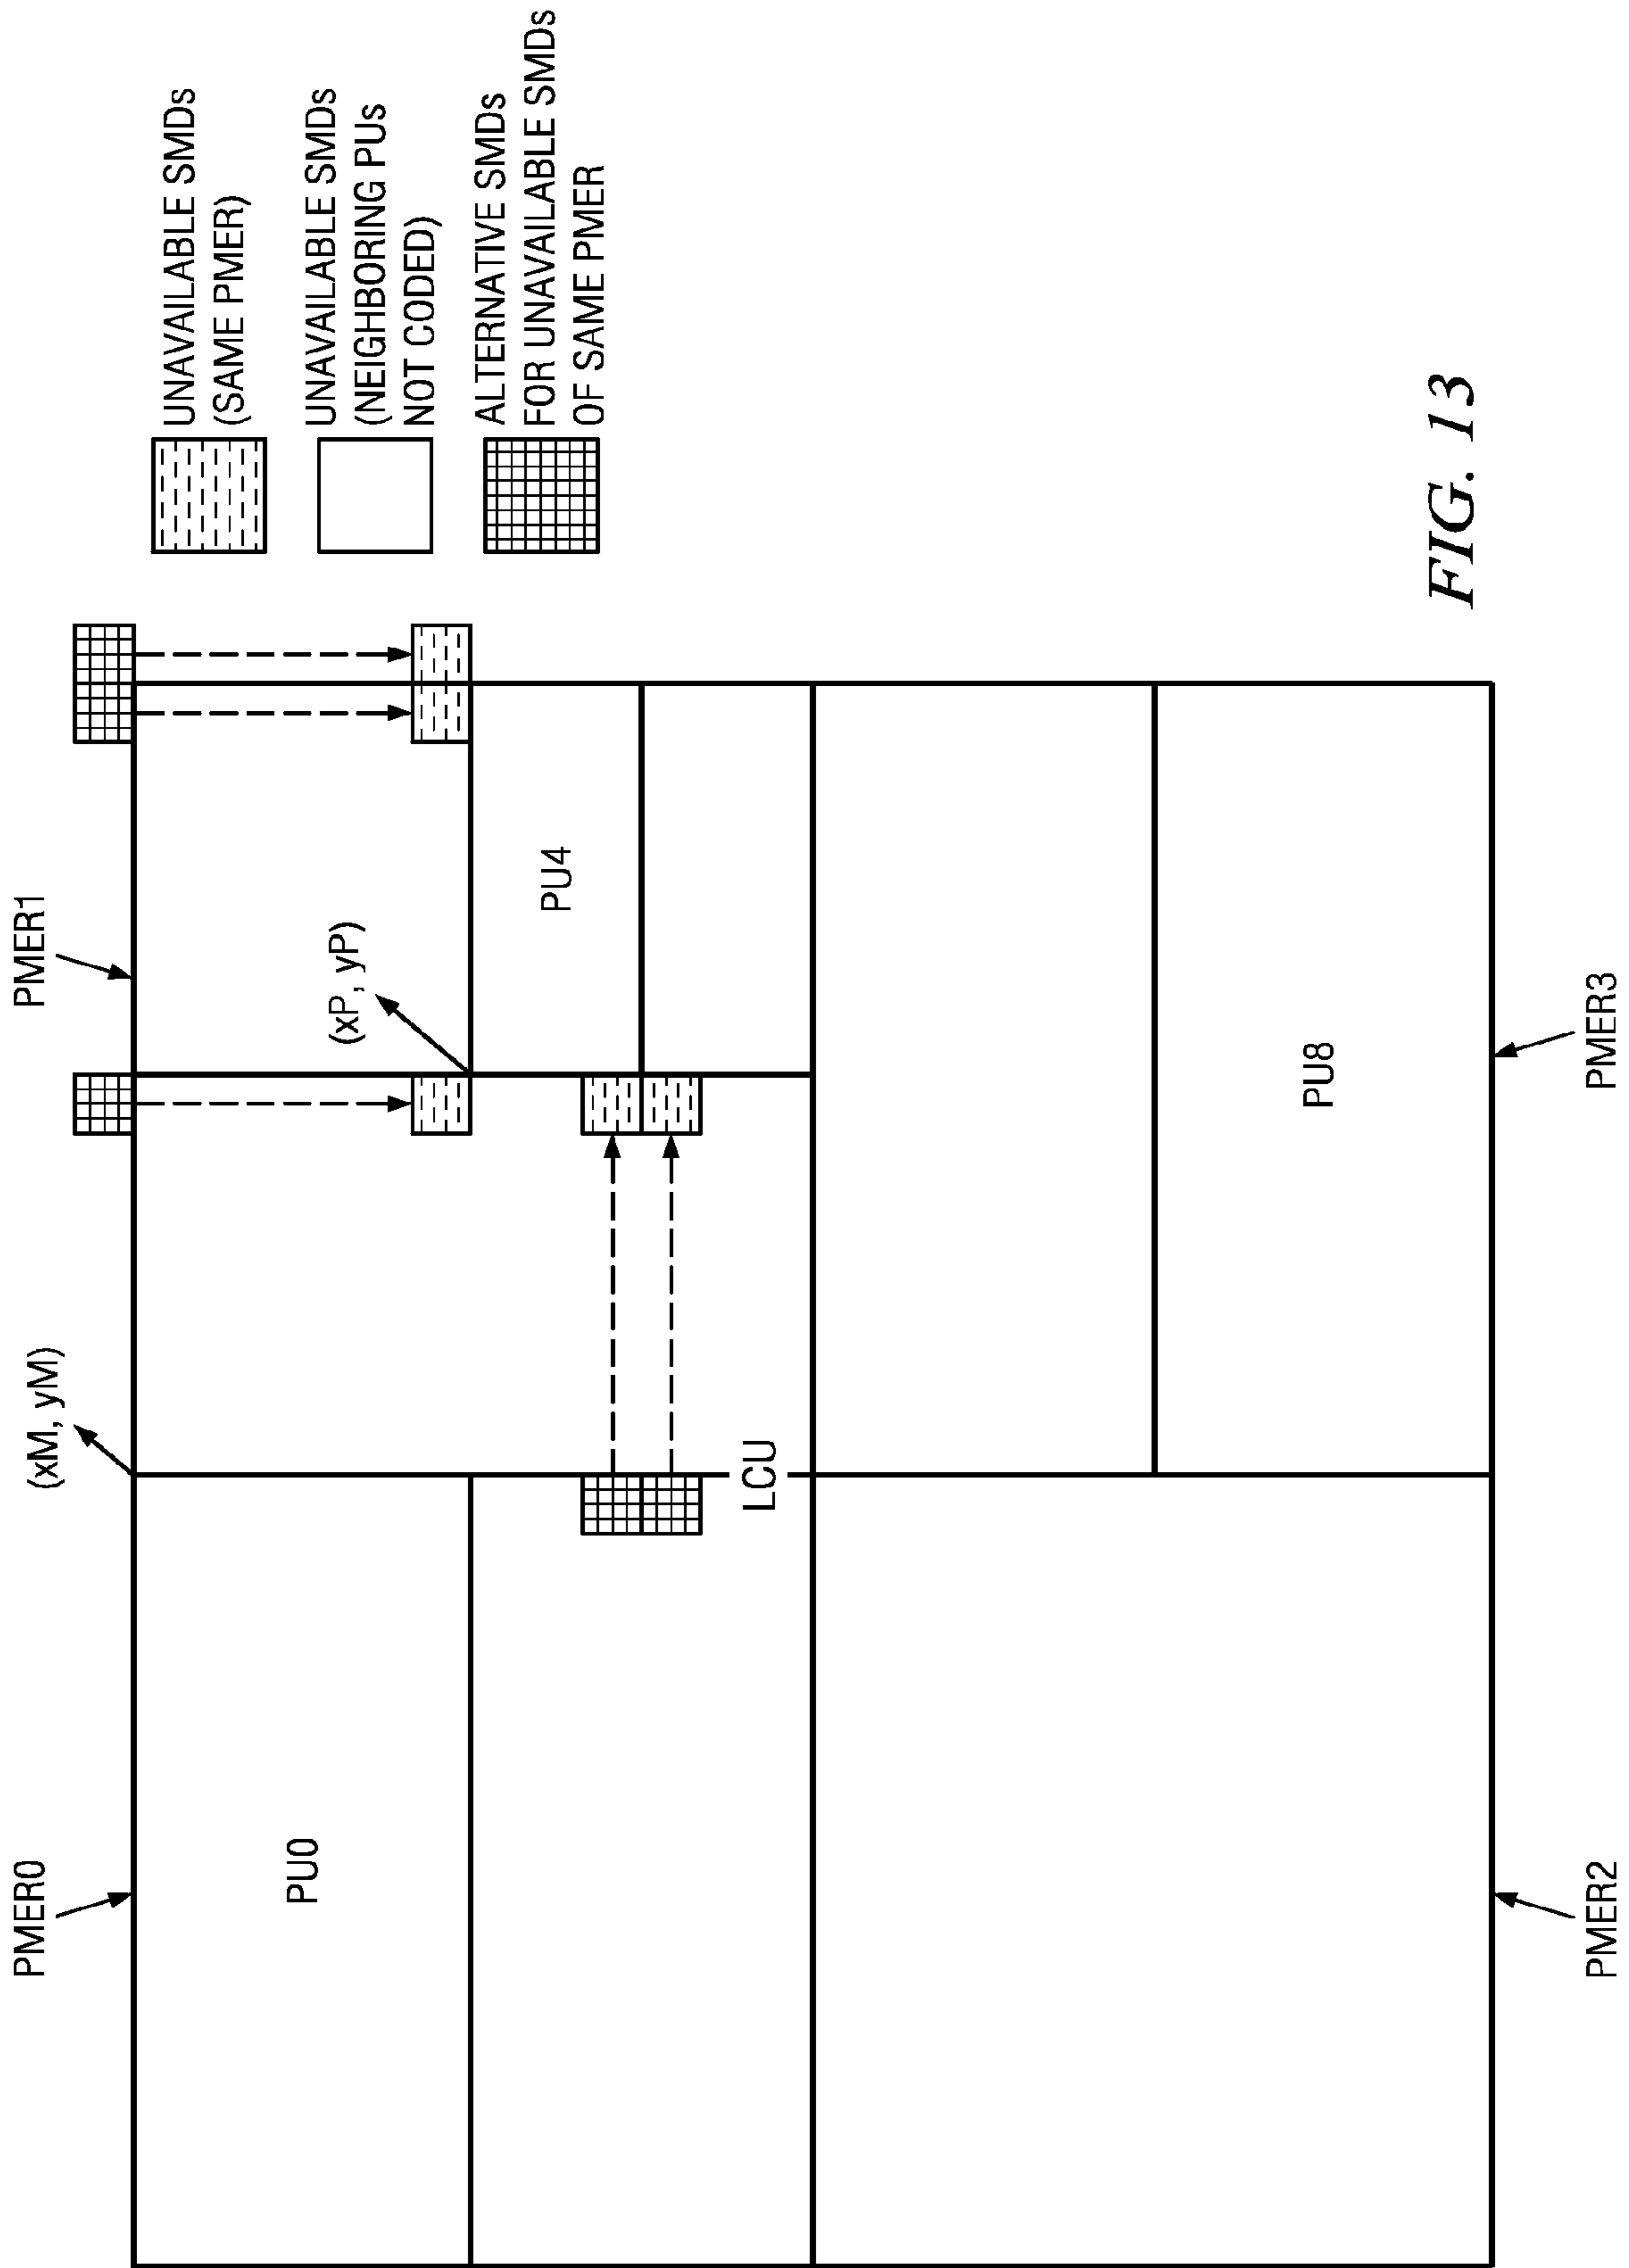 PMER0
(xM, yM)
PMER1
PU0
(xP, yP)
PU4
LCU
PU8
PMER2
PMER3
UNAVAILABLE SMDs
(SAME PMER)
UNAVAILABLE SMDs
(NEIGHBORING PUs
NOT CODED)
ALTERNATIVE SMDs
FOR UNAVAILABLE SMDs
OF SAME PMER
FIG. 13